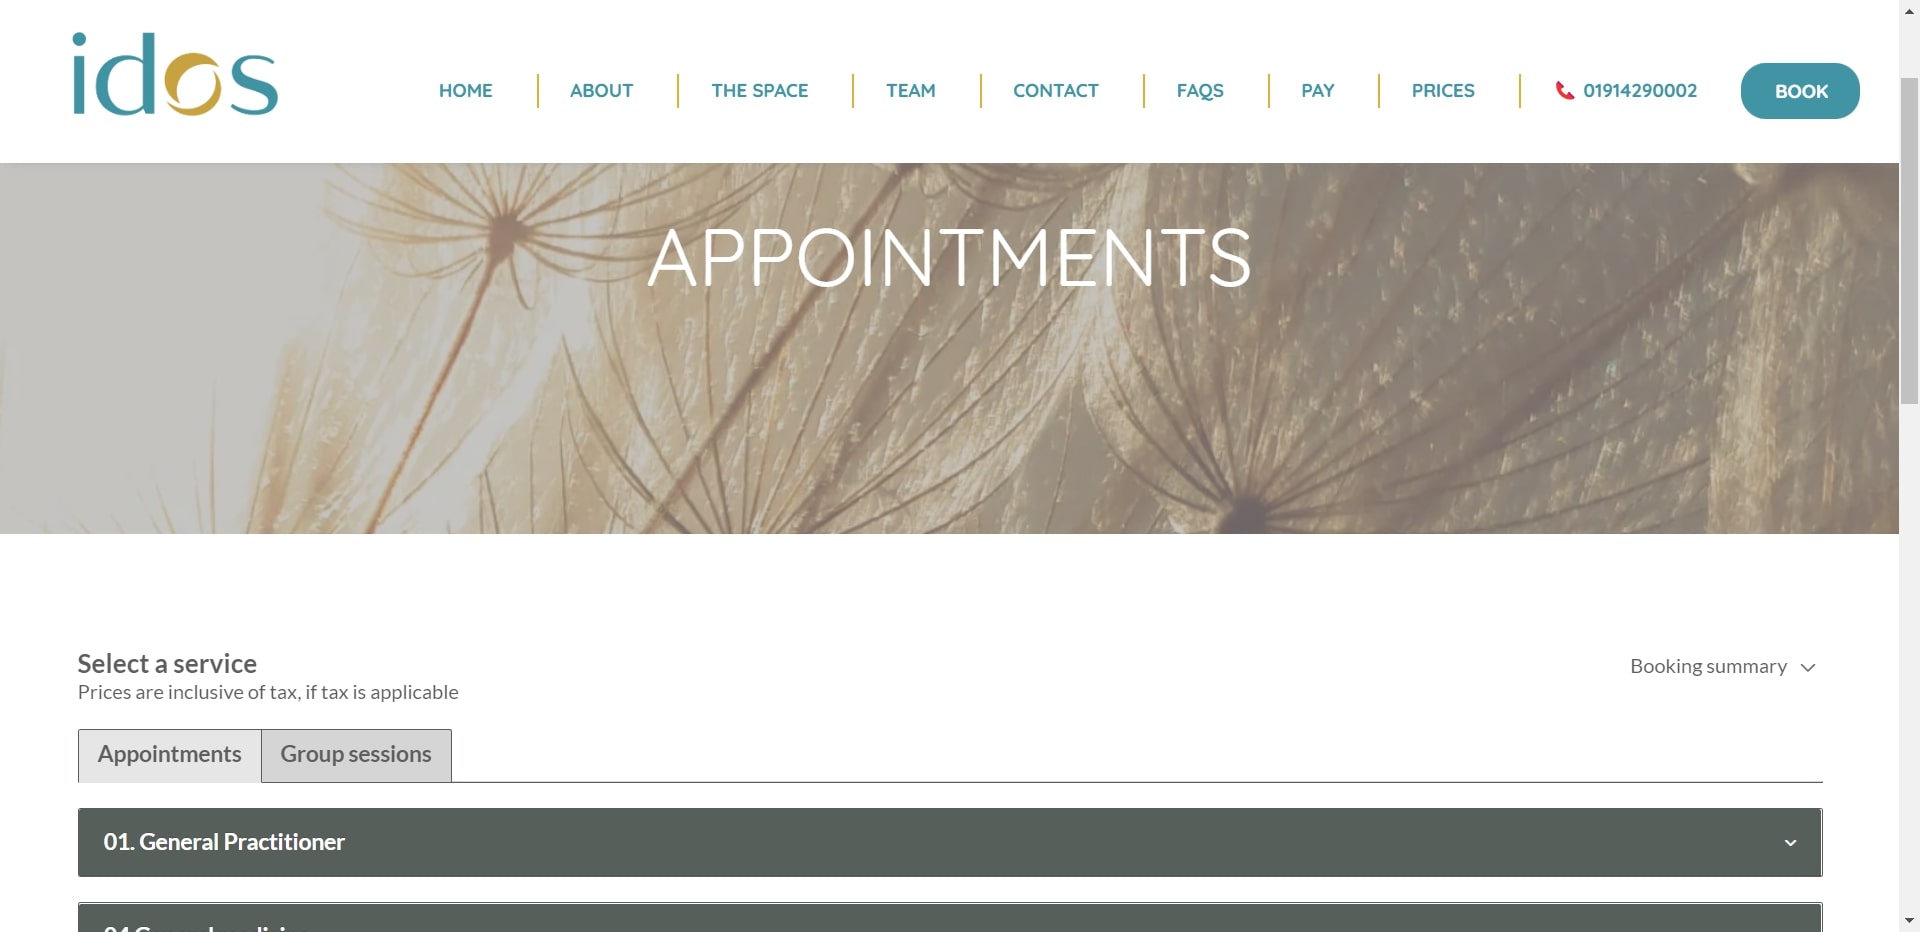 idos
HOME
ABOUT
THE SPACE
TEAM
CONTACT
FAQS
PAY
PRICES
01914290002
BOOK
APPOINTMENTS
Select a service
Prices are inclusive of tax, if tax is applicable
Booking summary
Appointments
Group sessions
01. General Practitioner